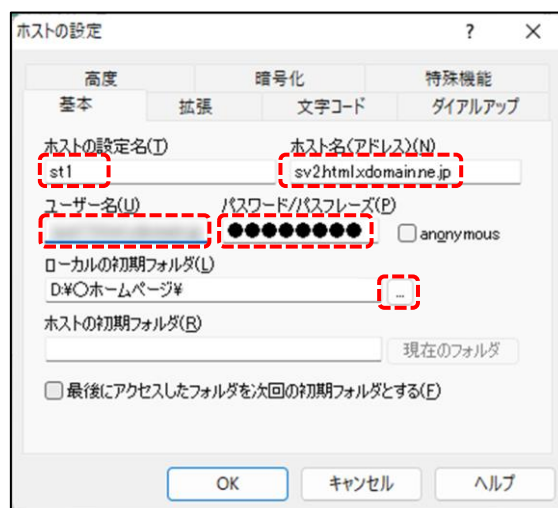 ホストの設定 ? ×
高度 暗号化 特殊機能
基本 拡張 文字コード ダイアルアップ
ホストの設定名(T) ホスト名(アドレス)(N)
st1 sv2.html.xdomain.ne.jp
ユーザー名(U) パスワード/パスフレーズ(P)
●●●●●●●● anonymous
ローカルの初期フォルダ(L)
D:¥〇ホームページ¥ ...
ホストの初期フォルダ(R)
現在のフォルダ
最後にアクセスしたフォルダを次回の初期フォルダとする(F)
OK キャンセル ヘルプ